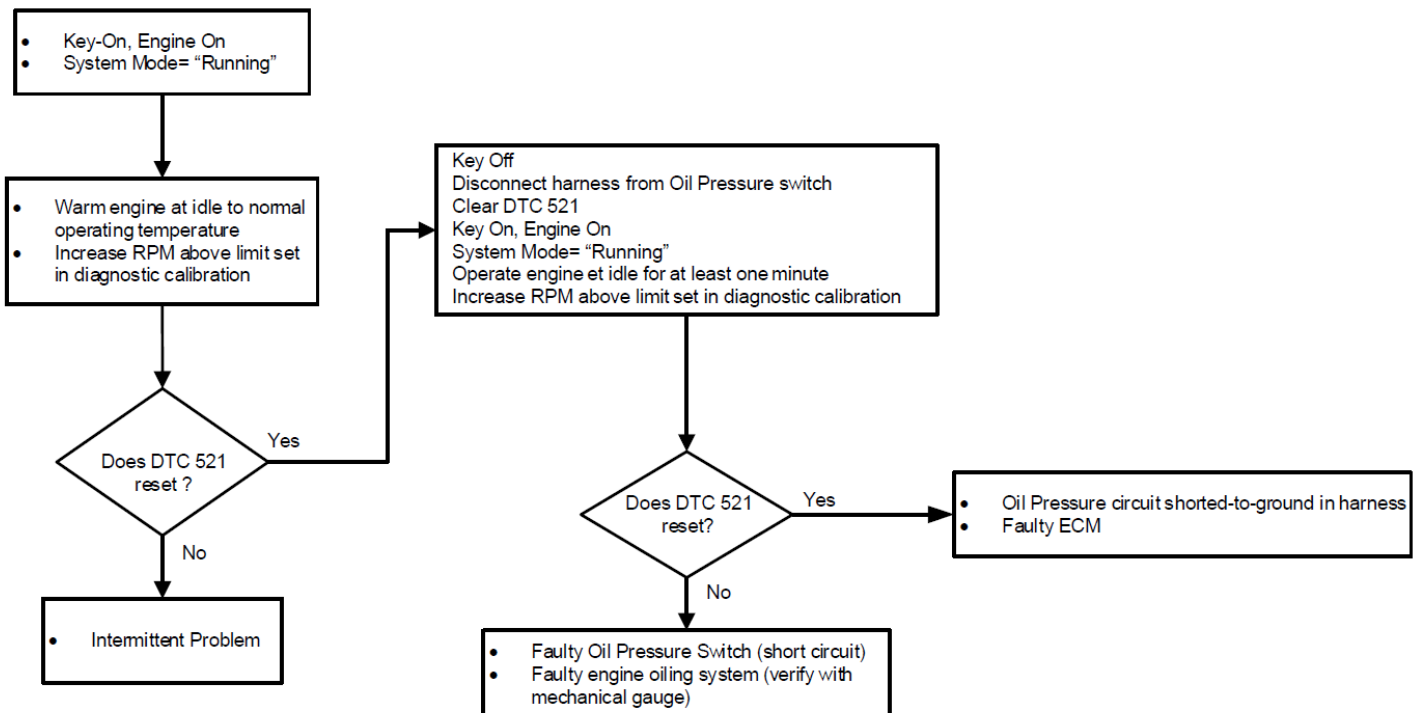 • Key-On, Engine On
• System Mode= “Running”
• Warm engine at idle to normal
operating temperature
• Increase RPM above limit set
in diagnostic calibration
Does DTC 521
reset ?
Yes
No
• Intermittent Problem
Key Off
Disconnect harness from Oil Pressure switch
Clear DTC 521
Key On, Engine On
System Mode= “Running”
Operate engine et idle for at least one minute
Increase RPM above limit set in diagnostic calibration
Does DTC 521
reset?
Yes
• Oil Pressure circuit shorted-to-ground in harness
• Faulty ECM
No
• Faulty Oil Pressure Switch (short circuit)
• Faulty engine oiling system (verify with
mechanical gauge)